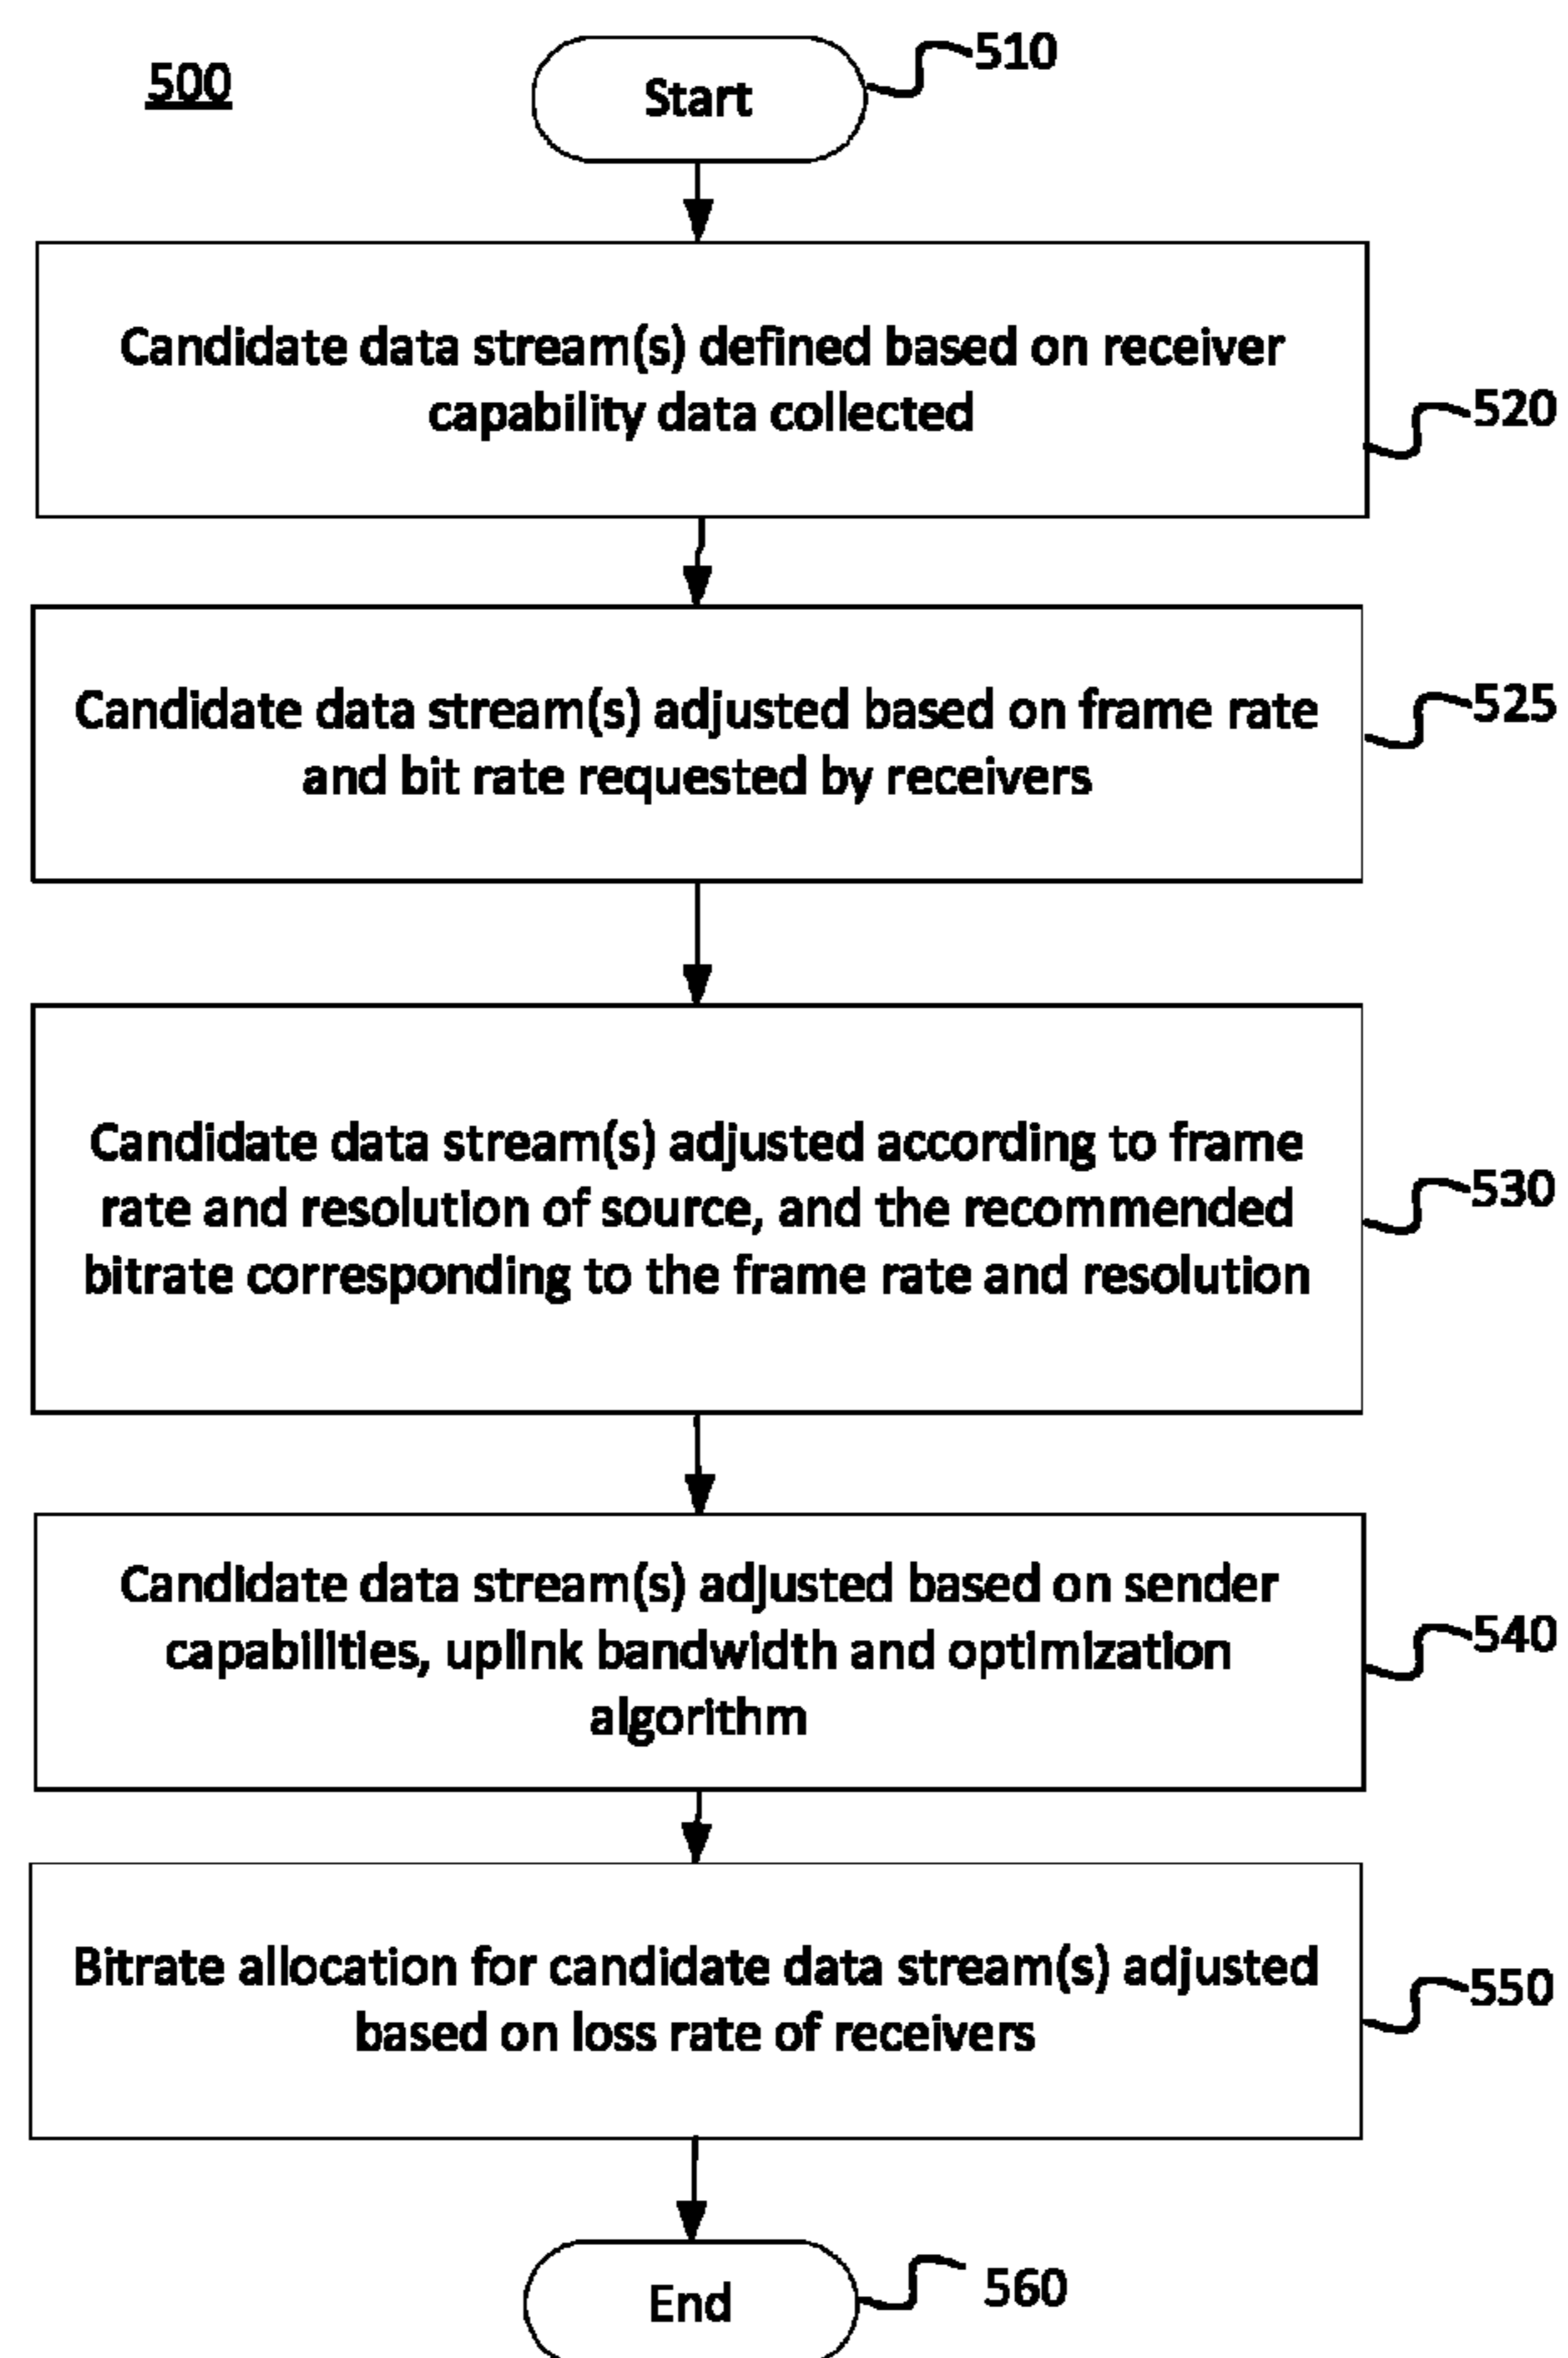 500
Start
510
Candidate data stream(s) defined based on receiver
capability data collected
520
Candidate data stream(s) adjusted based on frame rate
and bit rate requested by receivers
525
Candidate data stream(s) adjusted according to frame
rate and resolution of source, and the recommended
bitrate corresponding to the frame rate and resolution
530
Candidate data stream(s) adjusted based on sender
capabilities, uplink bandwidth and optimization
algorithm
540
Bitrate allocation for candidate data stream(s) adjusted
based on loss rate of receivers
550
End
560